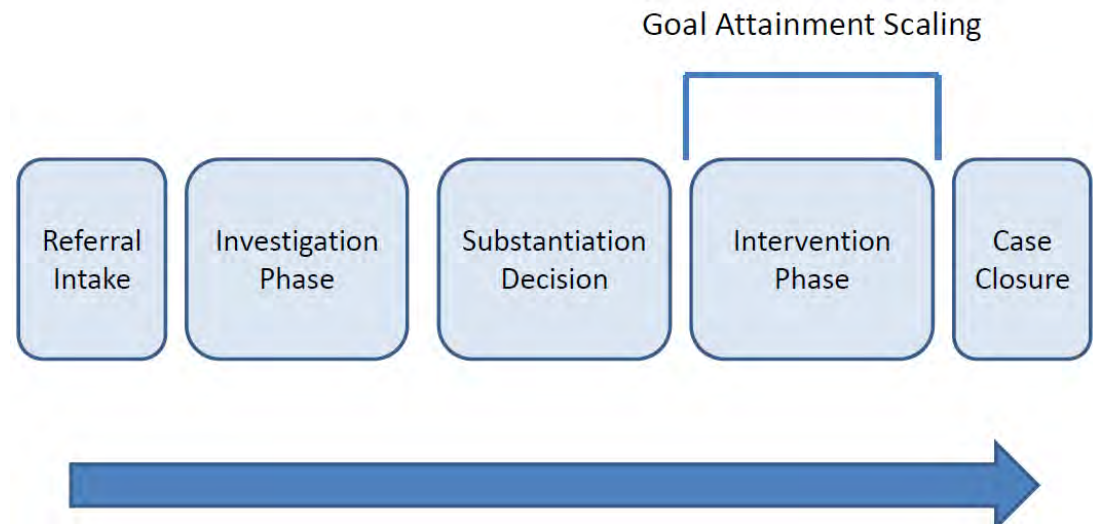 Goal Attainment Scaling
Referral
Intake
Investigation
Phase
Substantiation
Decision
Intervention
Phase
Case
Closure